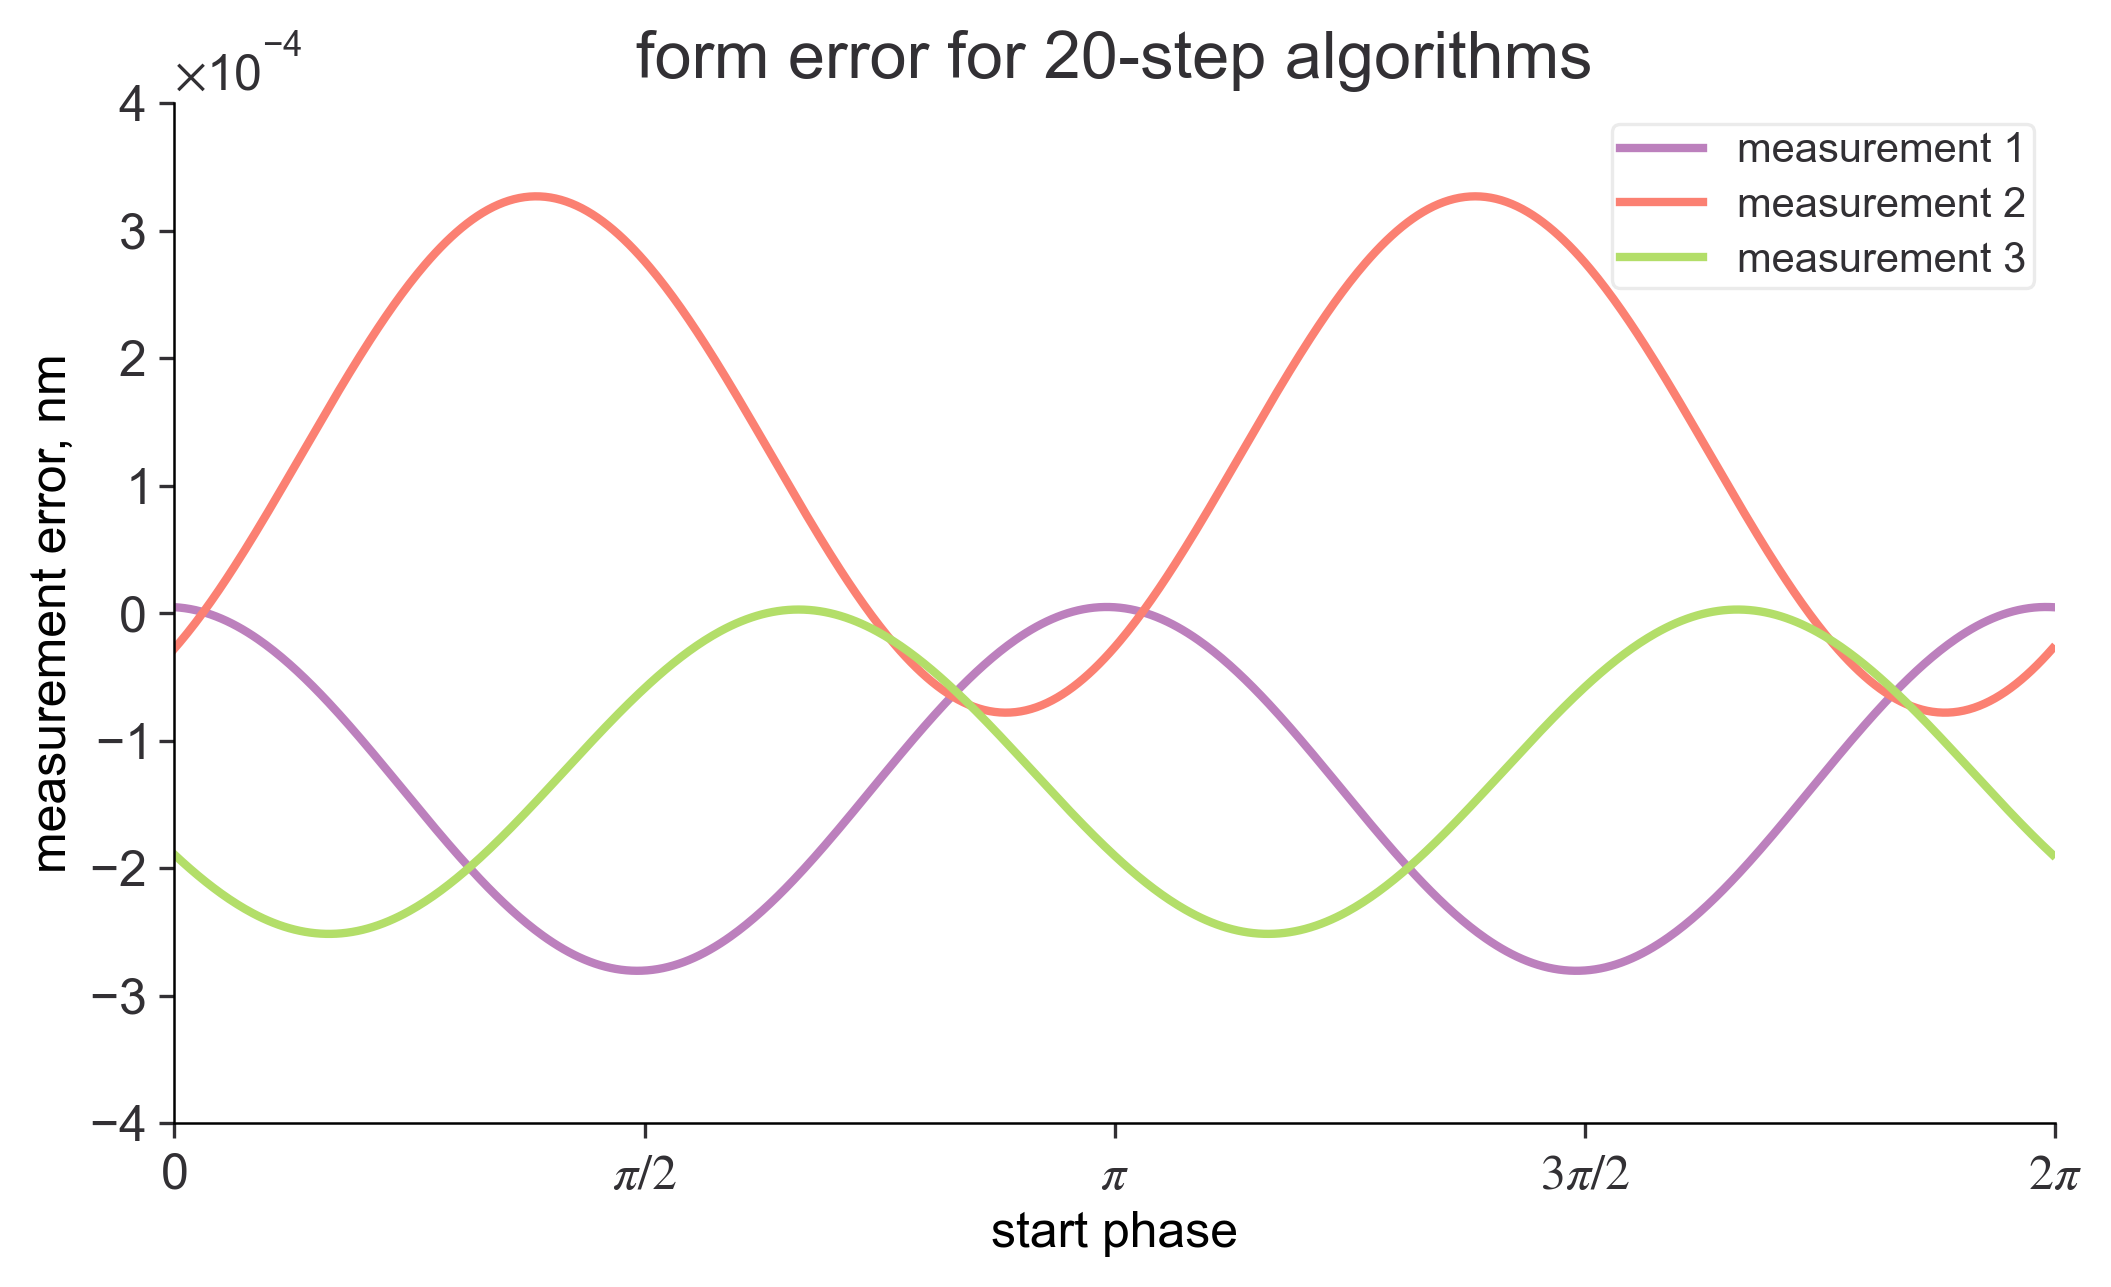 form error for 20-step algorithms
×10⁻⁴
4
3
2
1
0
−1
−2
−3
−4
measurement error, nm
measurement 1
measurement 2
measurement 3
0
π/2
π
3π/2
2π
start phase